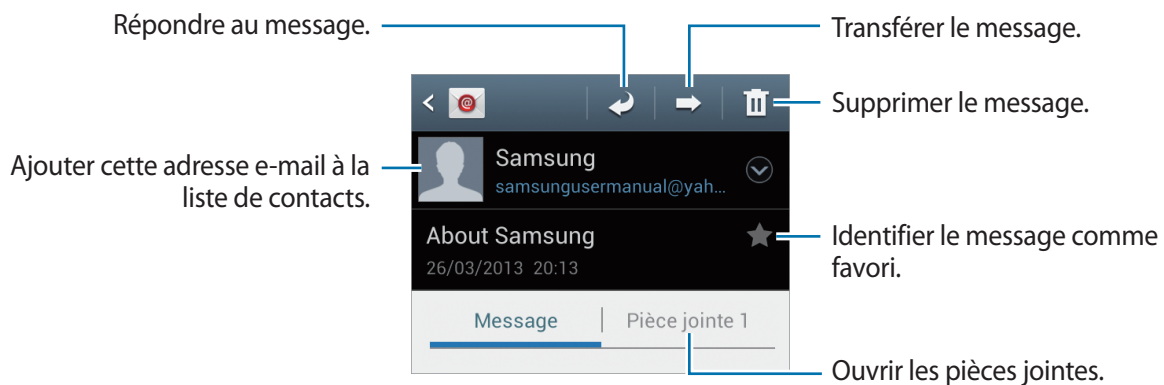 Répondre au message.
Transférer le message.
Supprimer le message.
Ajouter cette adresse e-mail à la
liste de contacts.
Samsung
samsungusermanual@yah...
About Samsung
26/03/2013 20:13
Identifier le message comme
favori.
Message
Pièce jointe 1
Ouvrir les pièces jointes.